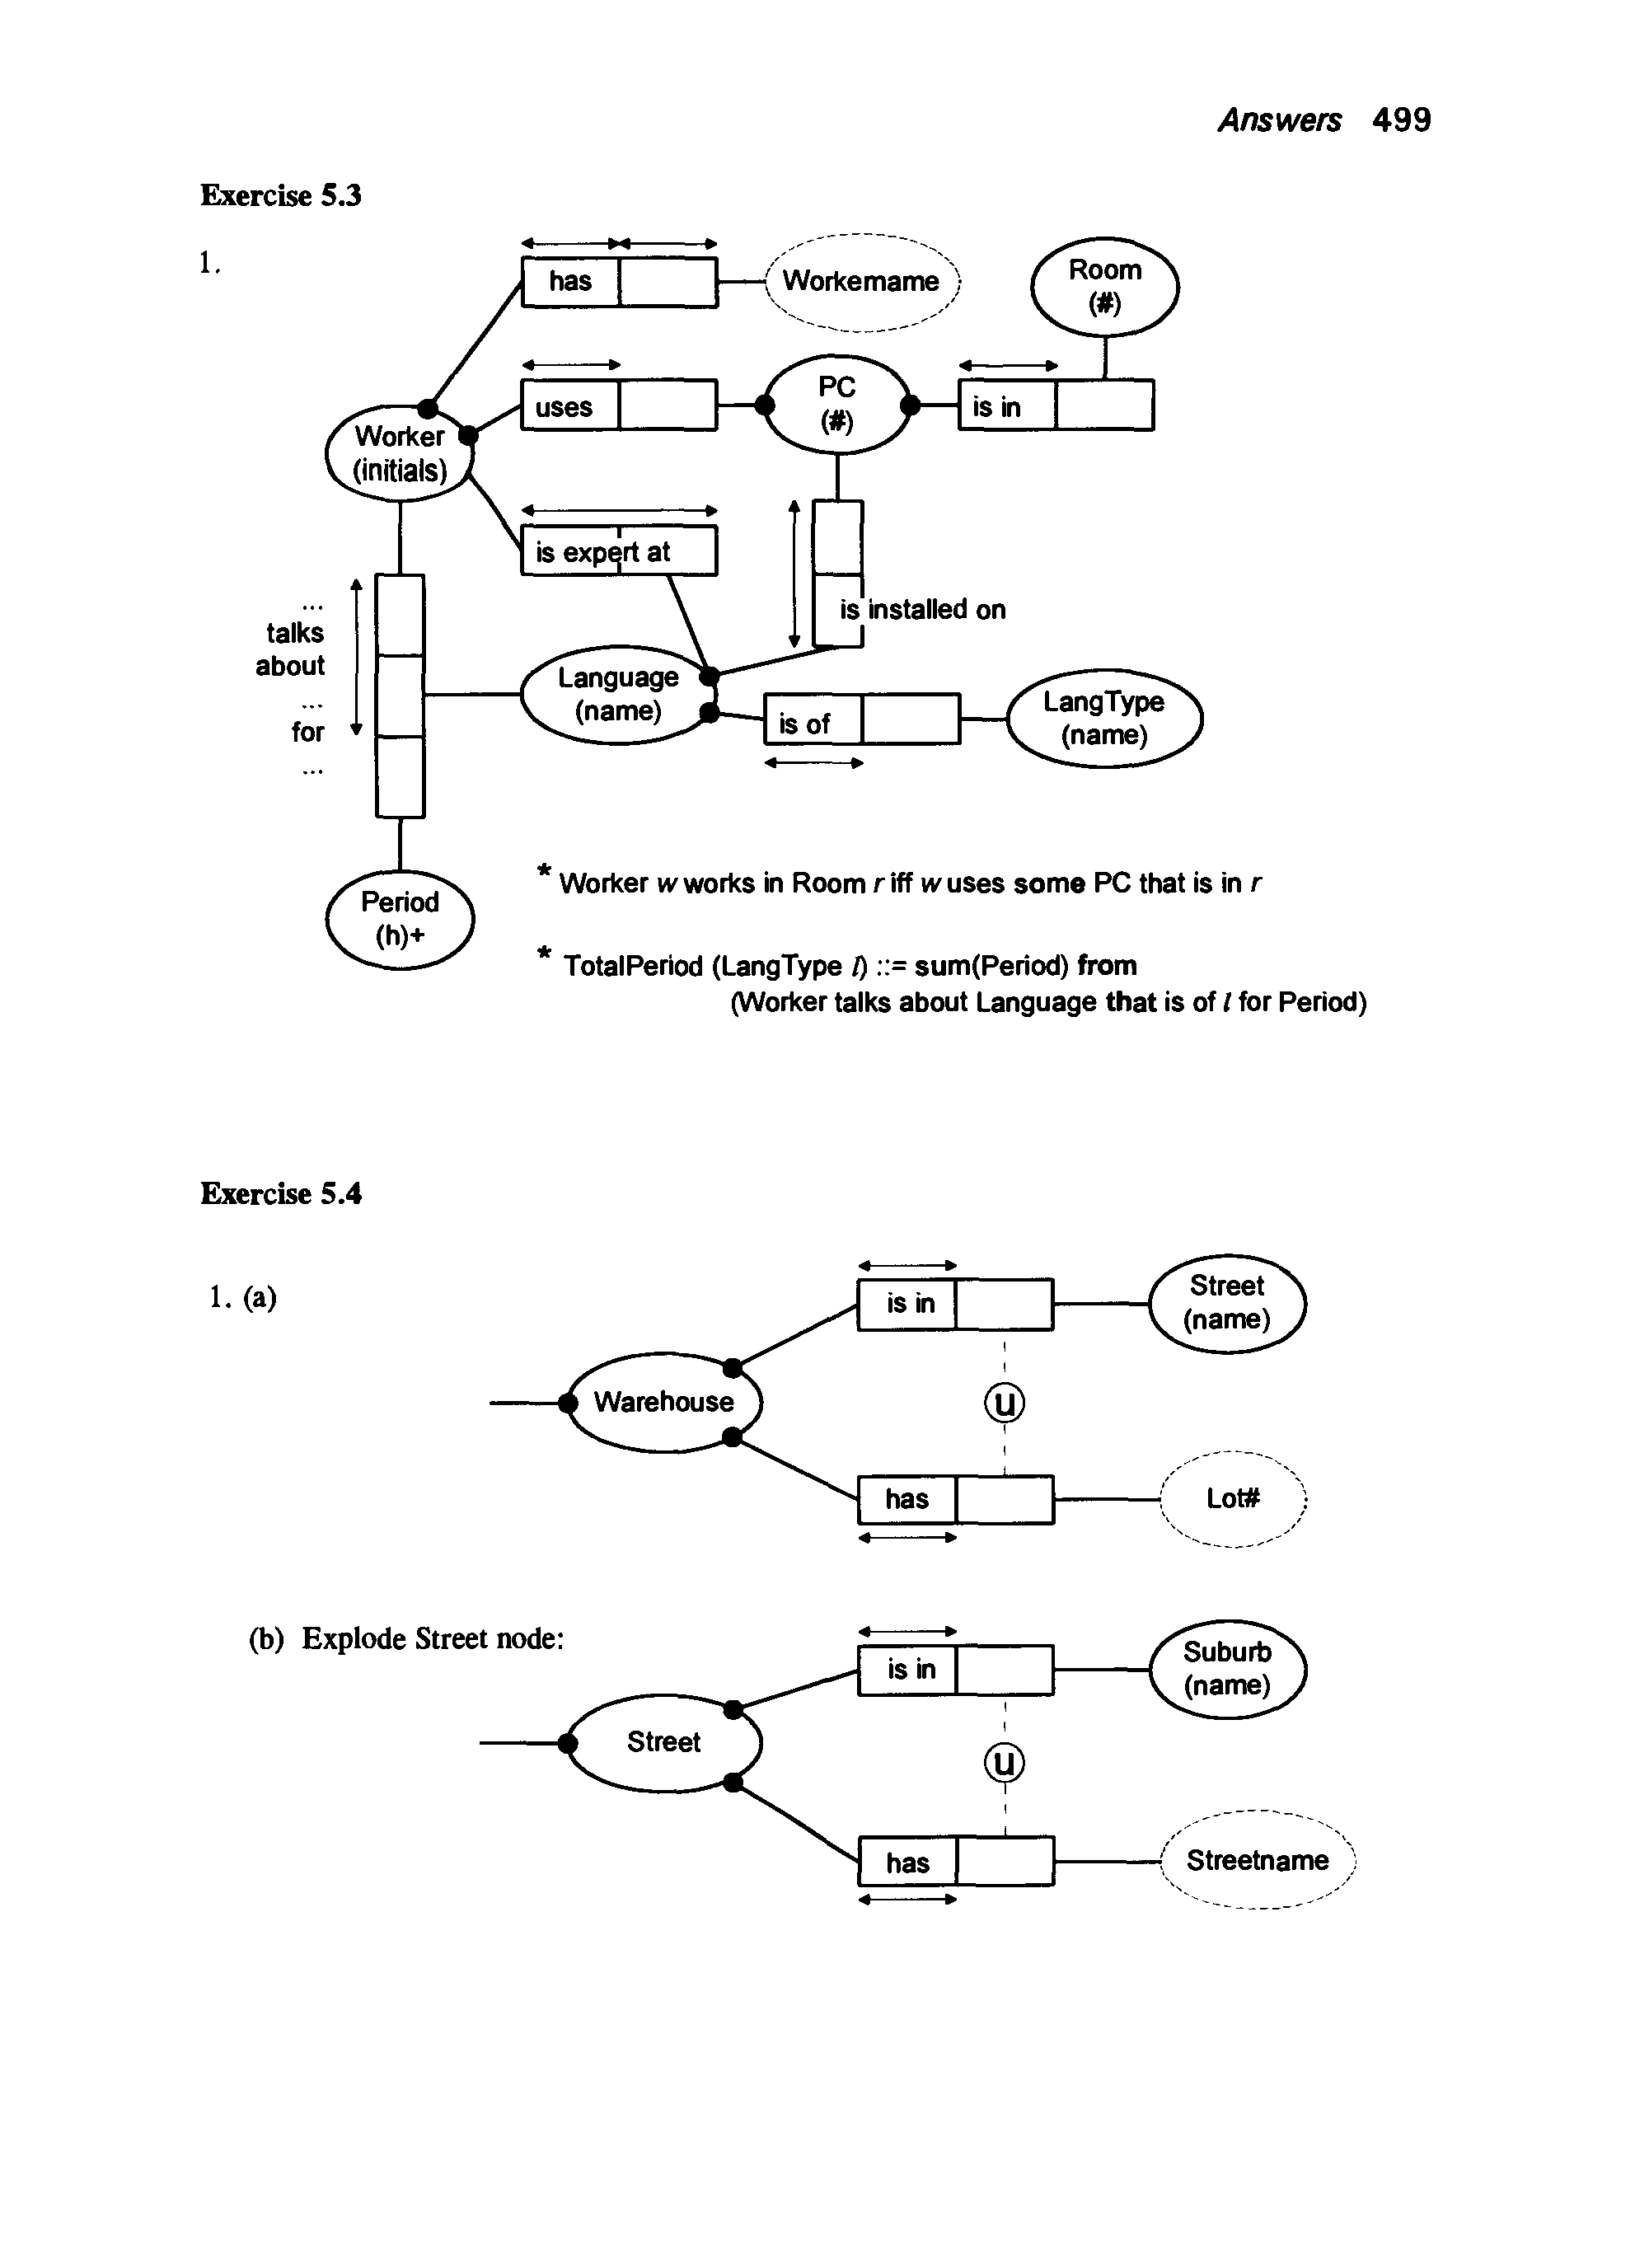 Answers 499
Exercise 5.3
1.
has
Workername
Room
(#)
uses
PC
(#)
is in
Worker
(initials)
is expert at
is installed on
...
talks
about
...
for
...
Language
(name)
is of
LangType
(name)
Period
(h)+
* Worker w works in Room r iff w uses some PC that is in r
* TotalPeriod (LangType l) ::= sum(Period) from
(Worker talks about Language that is of l for Period)
Exercise 5.4
1. (a)
is in
Street
(name)
Warehouse
u
has
Lot#
(b) Explode Street node:
is in
Suburb
(name)
Street
u
has
Streetname